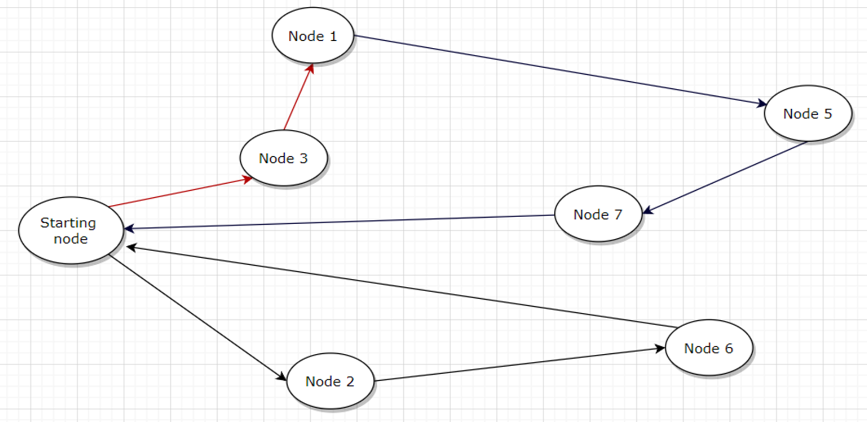 Node 1
Node 5
Node 3
Node 7
Starting
node
Node 6
Node 2